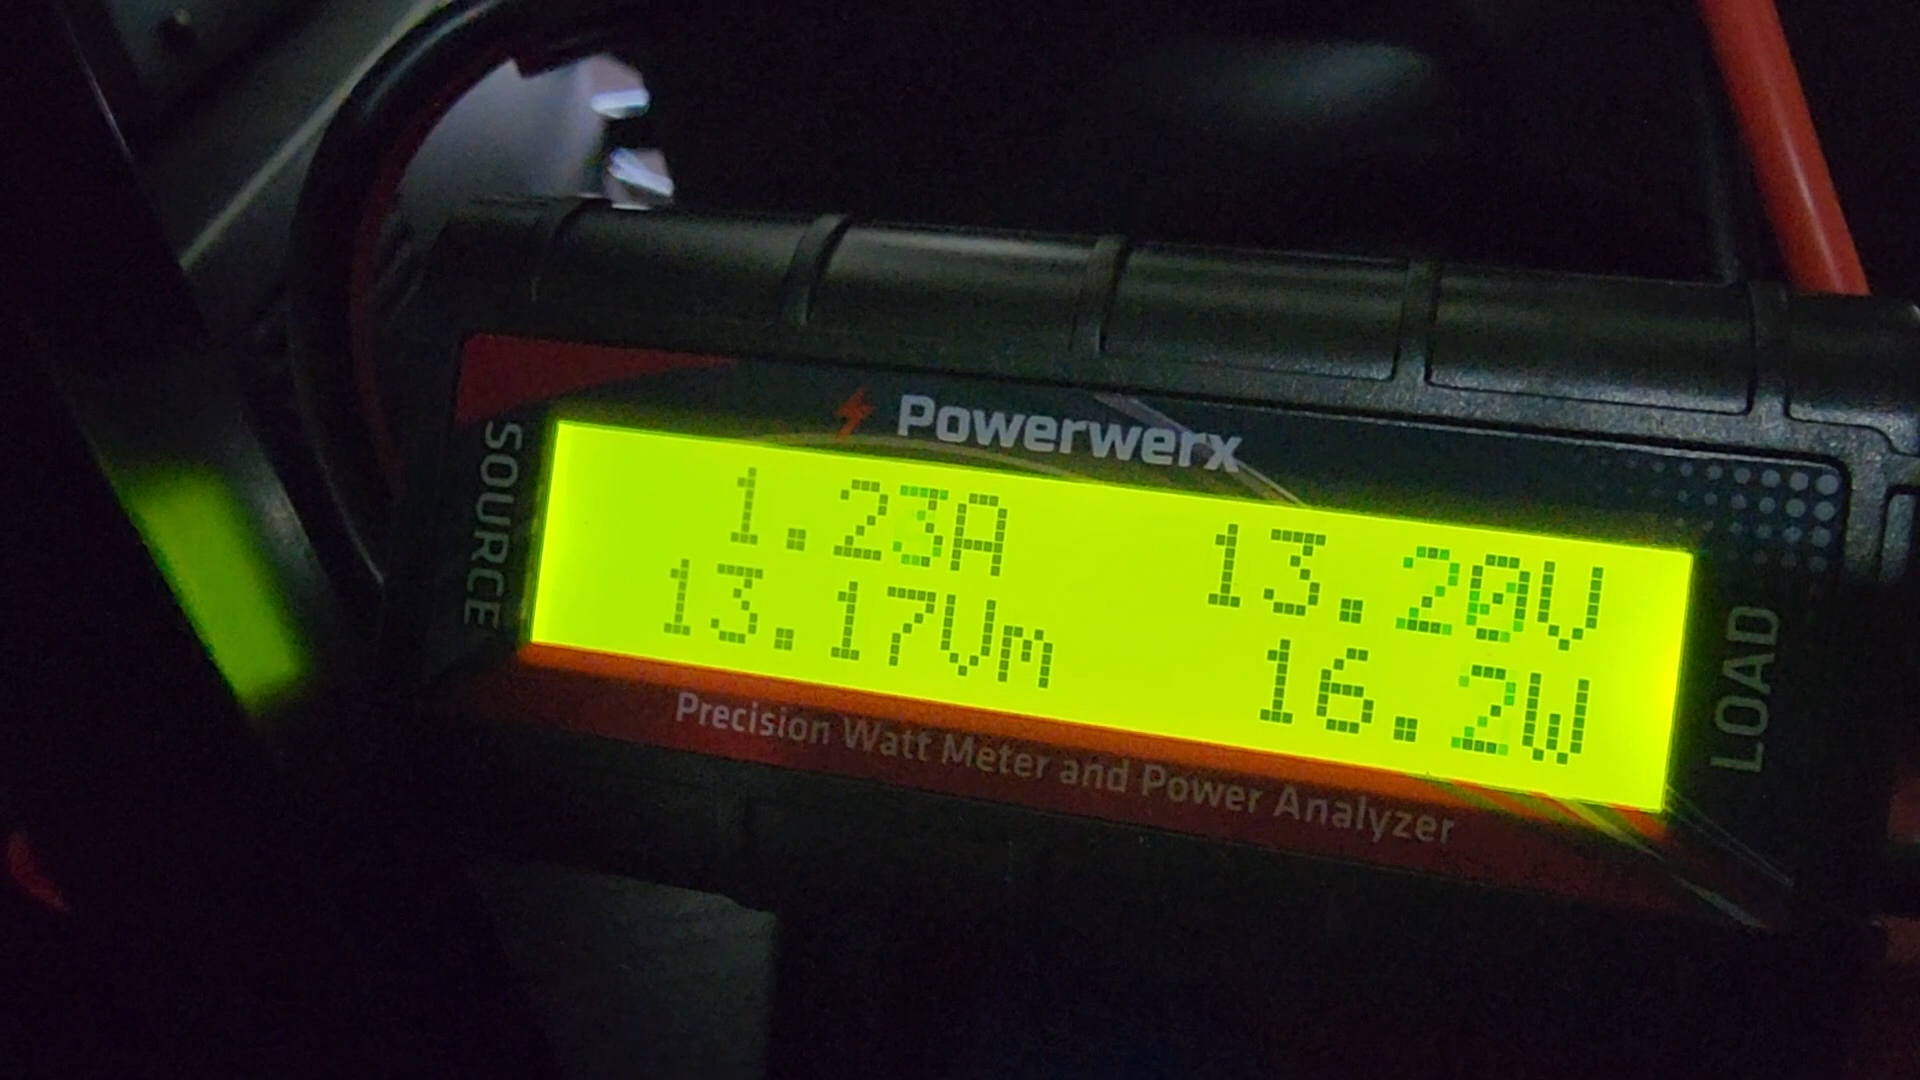 Powerwerx
SOURCE
1.23A 13.20V
13.17Vm 16.2W
LOAD
Precision Watt Meter and Power Analyzer